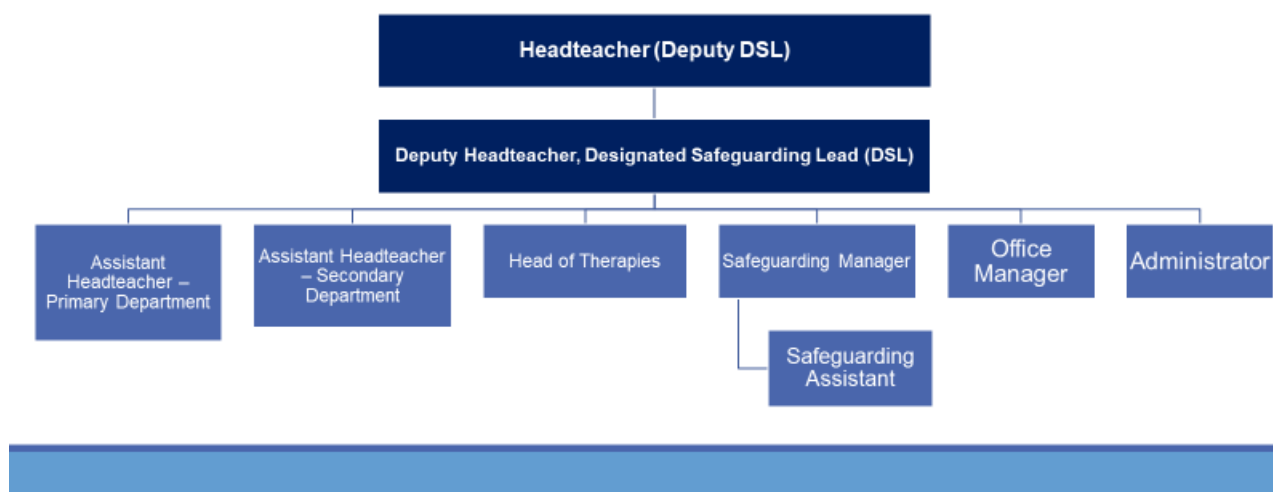 Headteacher (Deputy DSL)
Deputy Headteacher, Designated Safeguarding Lead (DSL)
Assistant
Headteacher –
Primary Department
Assistant Headteacher
– Secondary
Department
Head of Therapies
Safeguarding Manager
Office
Manager
Administrator
Safeguarding
Assistant